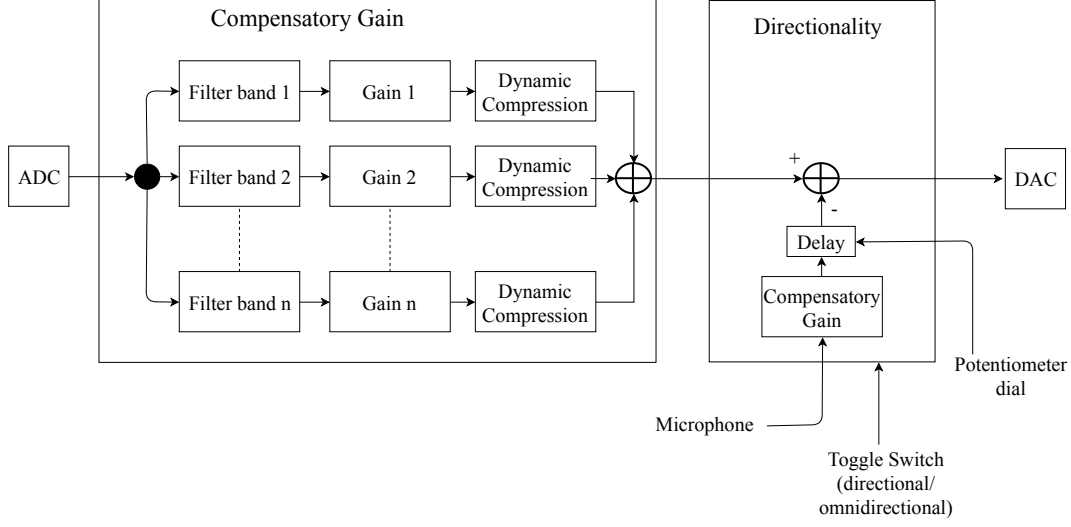 Compensatory Gain
Directionality
Filter band 1
Gain 1
Dynamic
Compression
ADC
Filter band 2
Gain 2
Dynamic
Compression
+
DAC
-
Delay
Filter band n
Gain n
Dynamic
Compression
Compensatory
Gain
Potentiometer
dial
Microphone
Toggle Switch
(directional/
omnidirectional)